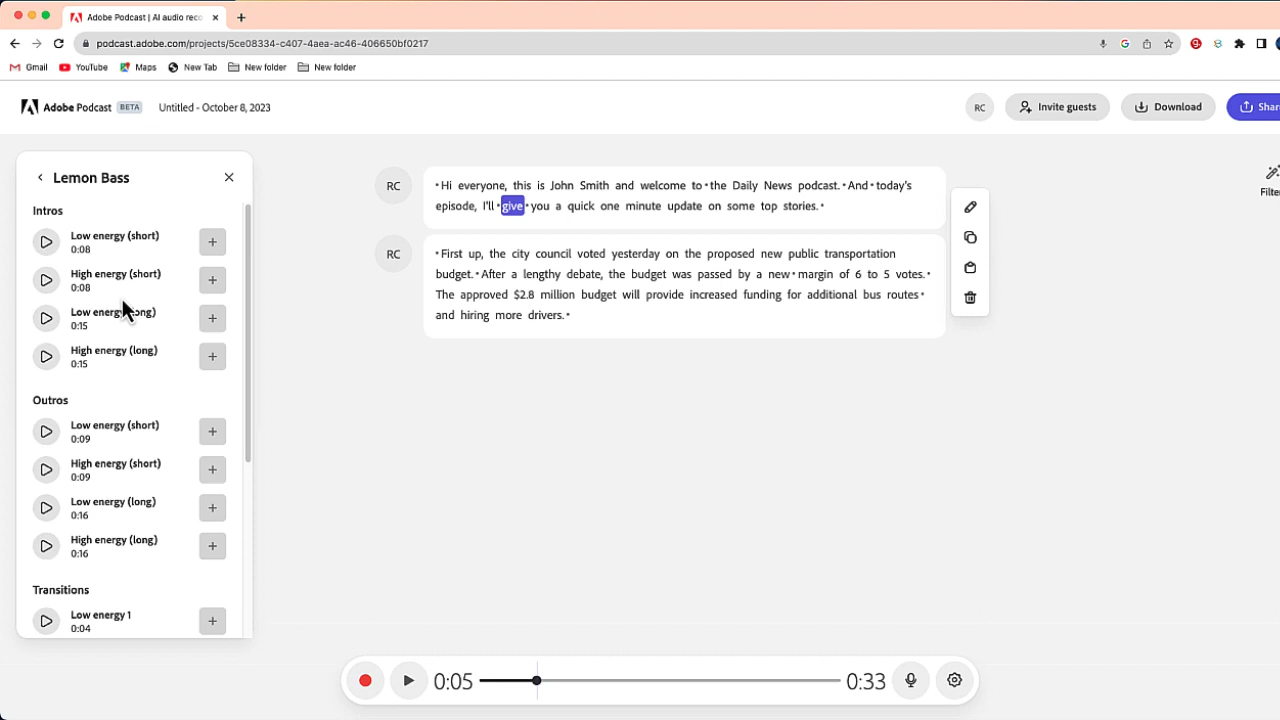 Adobe Podcast | AI audio reco
podcast.adobe.com/projects/5ce08334-c407-4aea-ac46-406650bf0217
Gmail YouTube Maps New Tab New folder New folder
Adobe Podcast BETA Untitled - October 8, 2023 RC Invite guests Download Shar
Lemon Bass
Intros
Low energy (short)
0:08
High energy (short)
0:08
Low energy ong)
0:15
High energy (long)
0:15
Outros
Low energy (short)
0:09
High energy (short)
0:09
Low energy (long)
0:16
High energy (long)
0:16
Transitions
Low energy 1
0:04
RC
Hi everyone, this is John Smith and welcome to the Daily News podcast. And today's
episode, I'll give you a quick one minute update on some top stories.
RC
First up, the city council voted yesterday on the proposed new public transportation
budget. After a lengthy debate, the budget was passed by a new margin of 6 to 5 votes.
The approved $2.8 million budget will provide increased funding for additional bus routes
and hiring more drivers.
Filter
0:05 0:33